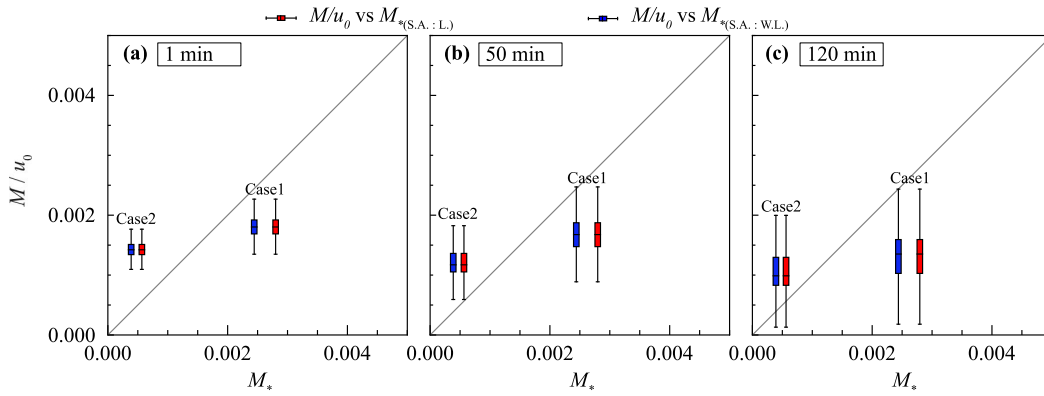 M/u₀ vs M*(S.A. : L.) M/u₀ vs M*(S.A. : W.L.)
(a) 1 min (b) 50 min (c) 120 min
0.004
Case1 Case1 Case1
Case2 Case2 Case2
0.002
M / u₀
0.000
0.000 0.002 0.004 0.000 0.002 0.004 0.000 0.002 0.004
M* M* M*